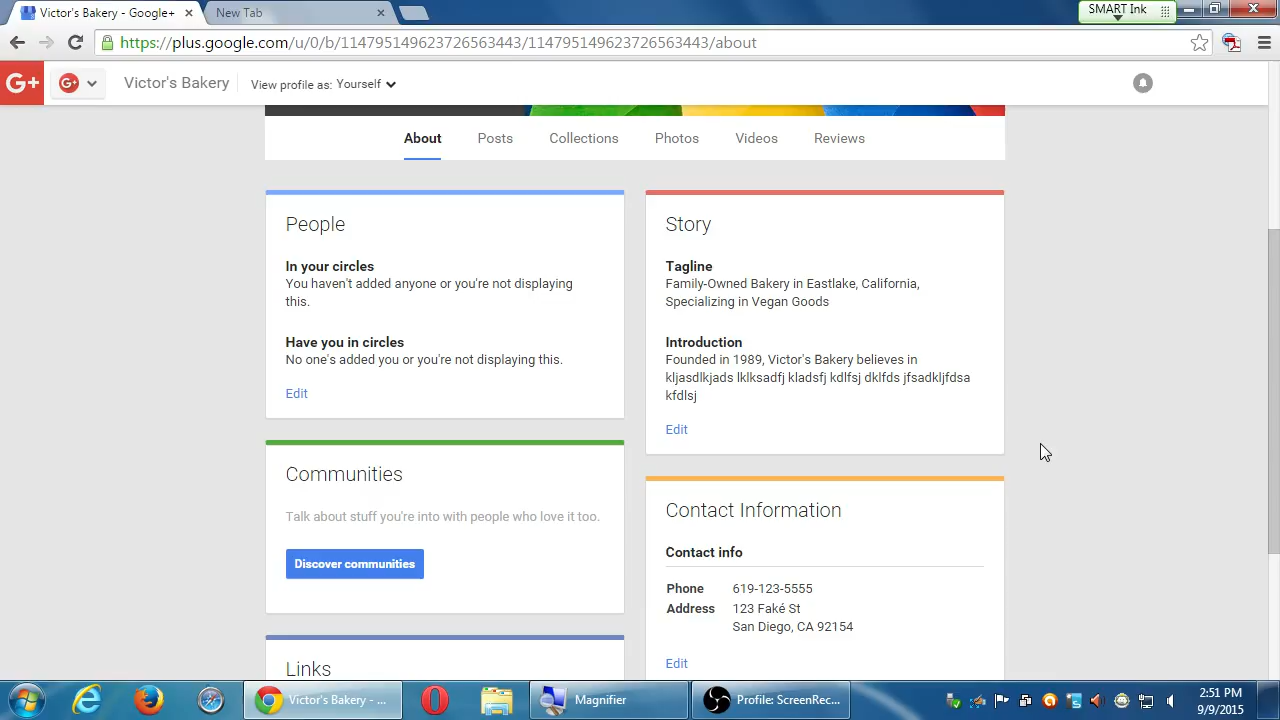 Victor's Bakery - Google+
New Tab
SMART Ink
https://plus.google.com/u/0/b/114795149623726563443/114795149623726563443/about
G+
Victor's Bakery
View profile as: Yourself
About
Posts
Collections
Photos
Videos
Reviews
People
In your circles
You haven't added anyone or you're not displaying
this.
Have you in circles
No one's added you or you're not displaying this.
Edit
Communities
Talk about stuff you're into with people who love it too.
Discover communities
Links
Story
Tagline
Family-Owned Bakery in Eastlake, California,
Specializing in Vegan Goods
Introduction
Founded in 1989, Victor's Bakery believes in
kljasdlkjads lklksadfj kladsfj kdlfsj dklfds jfsadkljfdsa
kfdlsj
Edit
Contact Information
Contact info
Phone 619-123-5555
Address 123 Faké St
San Diego, CA 92154
Edit
Victor's Bakery - ...
Magnifier
Profile: ScreenRec...
2:51 PM
9/9/2015